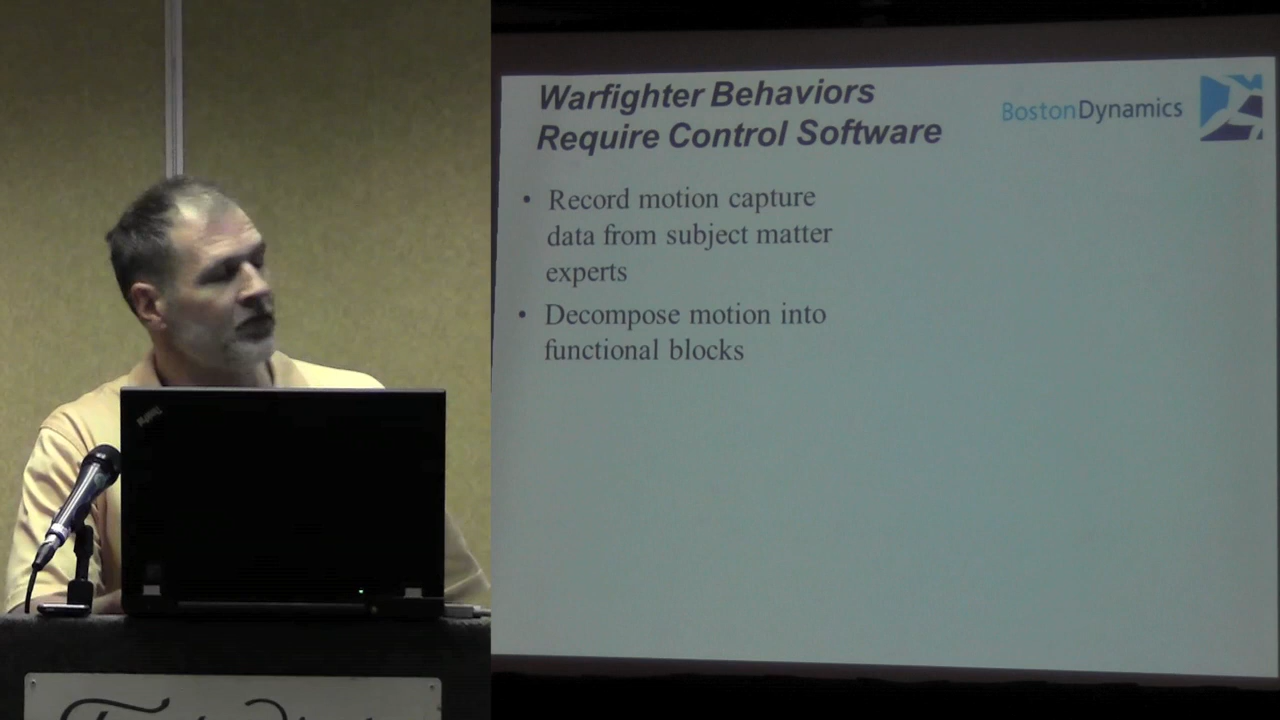 Warfighter Behaviors
Require Control Software
BostonDynamics
• Record motion capture
data from subject matter
experts
• Decompose motion into
functional blocks
ThinkPad